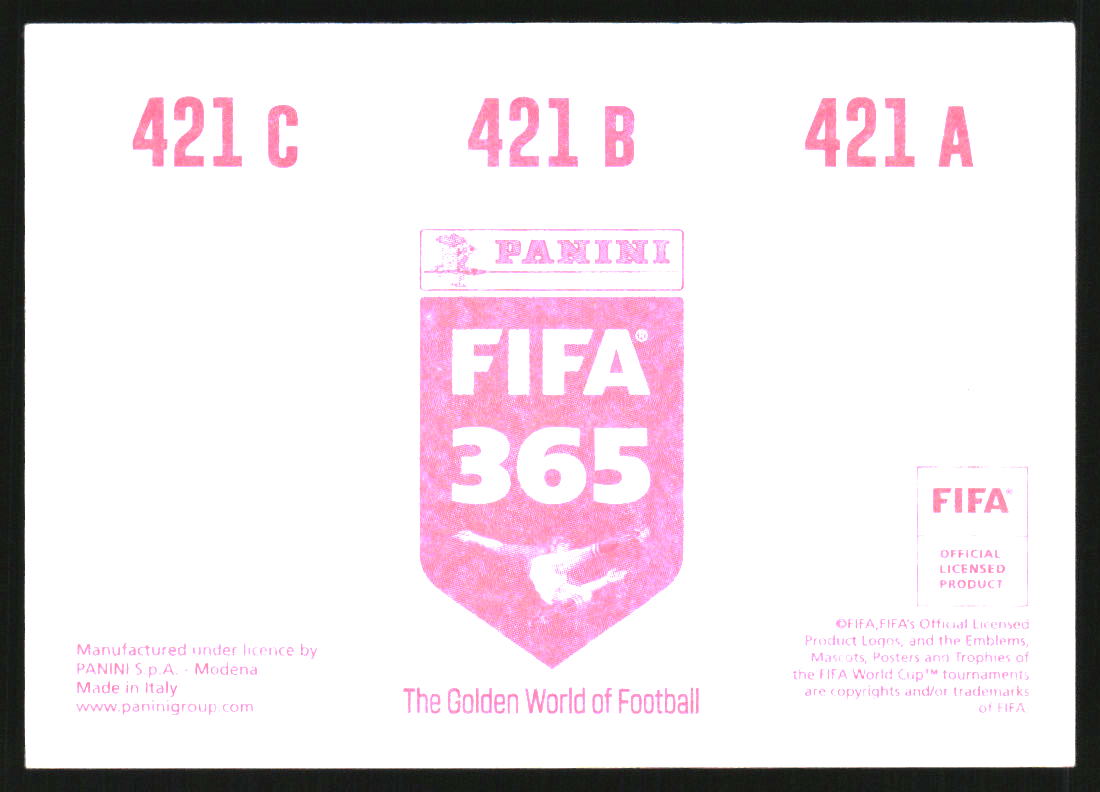 421 C 421 B 421 A
PANINI
FIFA®
365
FIFA®
OFFICIAL
LICENSED
PRODUCT
©FIFA,FIFA's Official Licensed
Product Logos, and the Emblems,
Mascots, Posters and Trophies of
the FIFA World Cup™ tournaments
are copyrights and/or trademarks
of FIFA.
Manufactured under licence by
PANINI S.p.A. - Modena
Made in Italy
www.paninigroup.com
The Golden World of Football